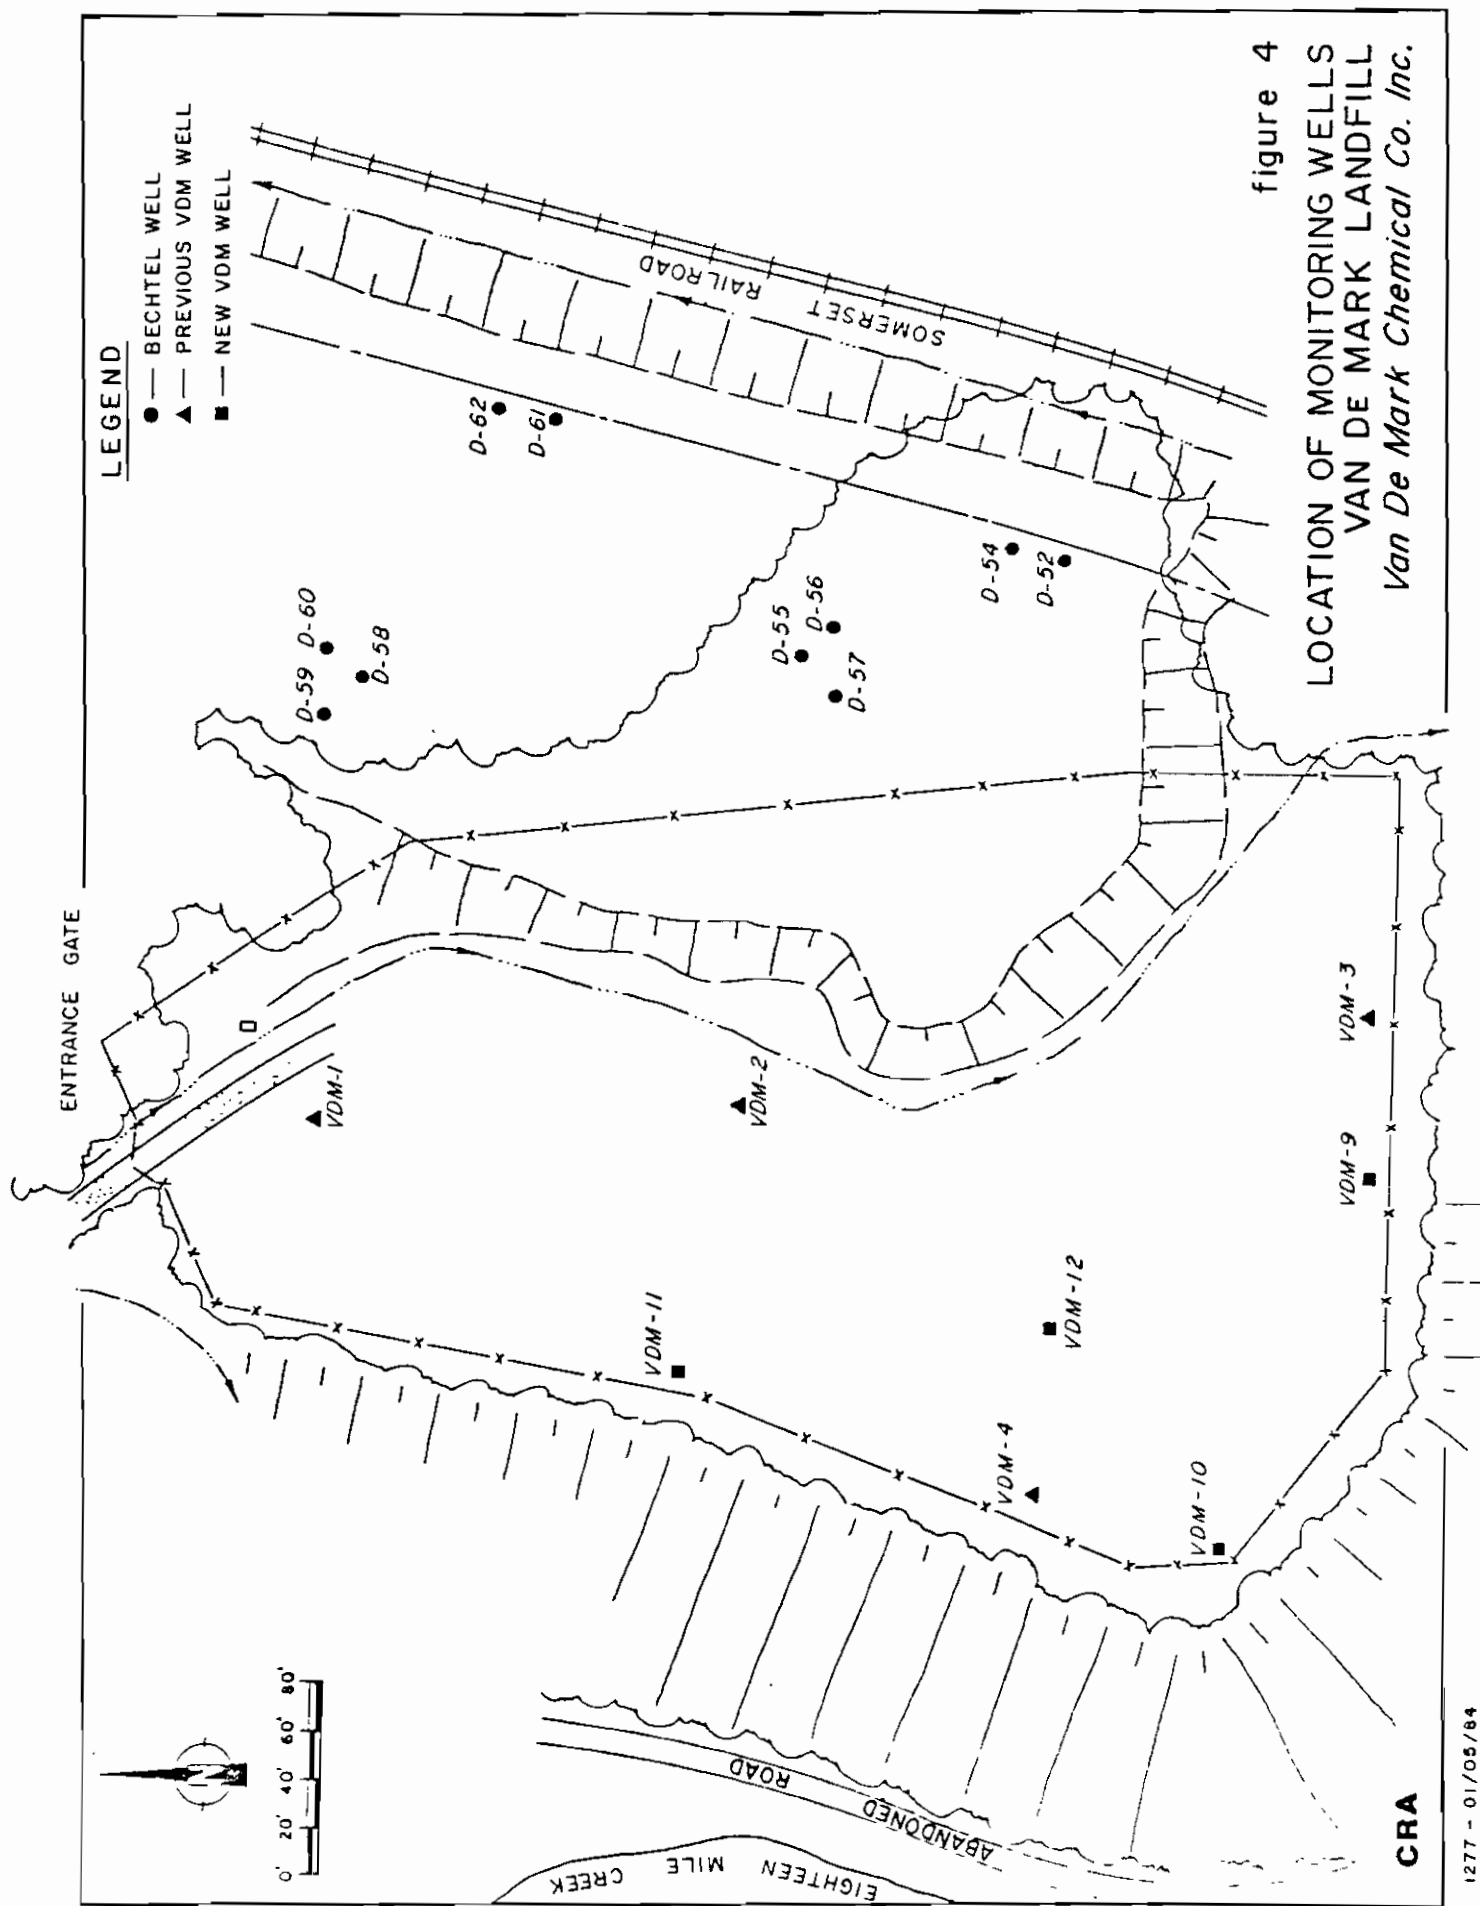 LEGEND
● — BECHTEL WELL
▲ — PREVIOUS VDM WELL
■ — NEW VDM WELL
ENTRANCE GATE
N
0' 20' 40' 60' 80'
D-59
D-60
D-58
D-62
D-61
D-55
D-56
D-57
D-54
D-52
VDM-1
VDM-2
VDM-3
VDM-9
VDM-11
VDM-12
VDM-4
VDM-10
SOMERSET
RAILROAD
ABANDONED
ROAD
EIGHTEEN MILE CREEK
CRA
figure 4
LOCATION OF MONITORING WELLS
VAN DE MARK LANDFILL
Van De Mark Chemical Co. Inc.
1277 - 01/05/84